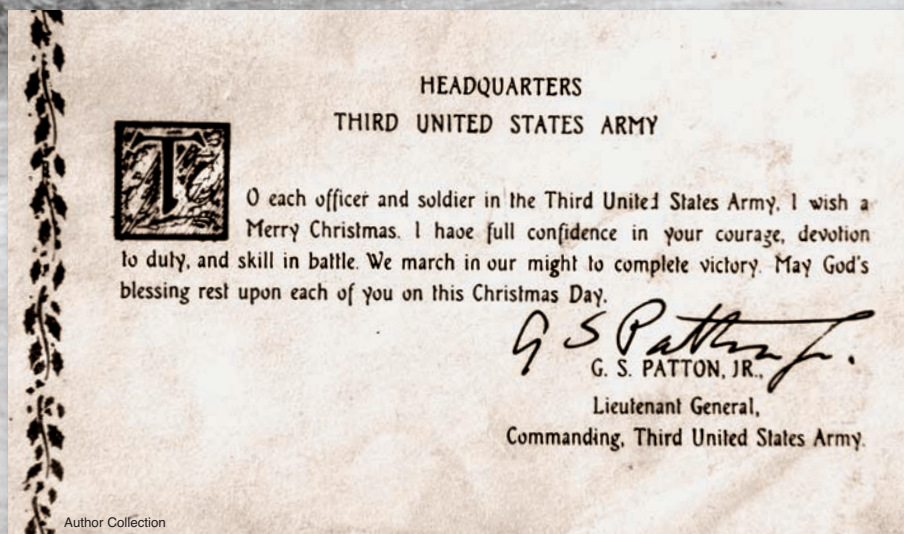 HEADQUARTERS
THIRD UNITED STATES ARMY
TO each officer and soldier in the Third United States Army, I wish a
Merry Christmas. I have full confidence in your courage, devotion
to duty, and skill in battle. We march in our might to complete victory. May God's
blessing rest upon each of you on this Christmas Day.
G S Patton Jr.
G. S. PATTON, JR.,
Lieutenant General,
Commanding, Third United States Army.
Author Collection